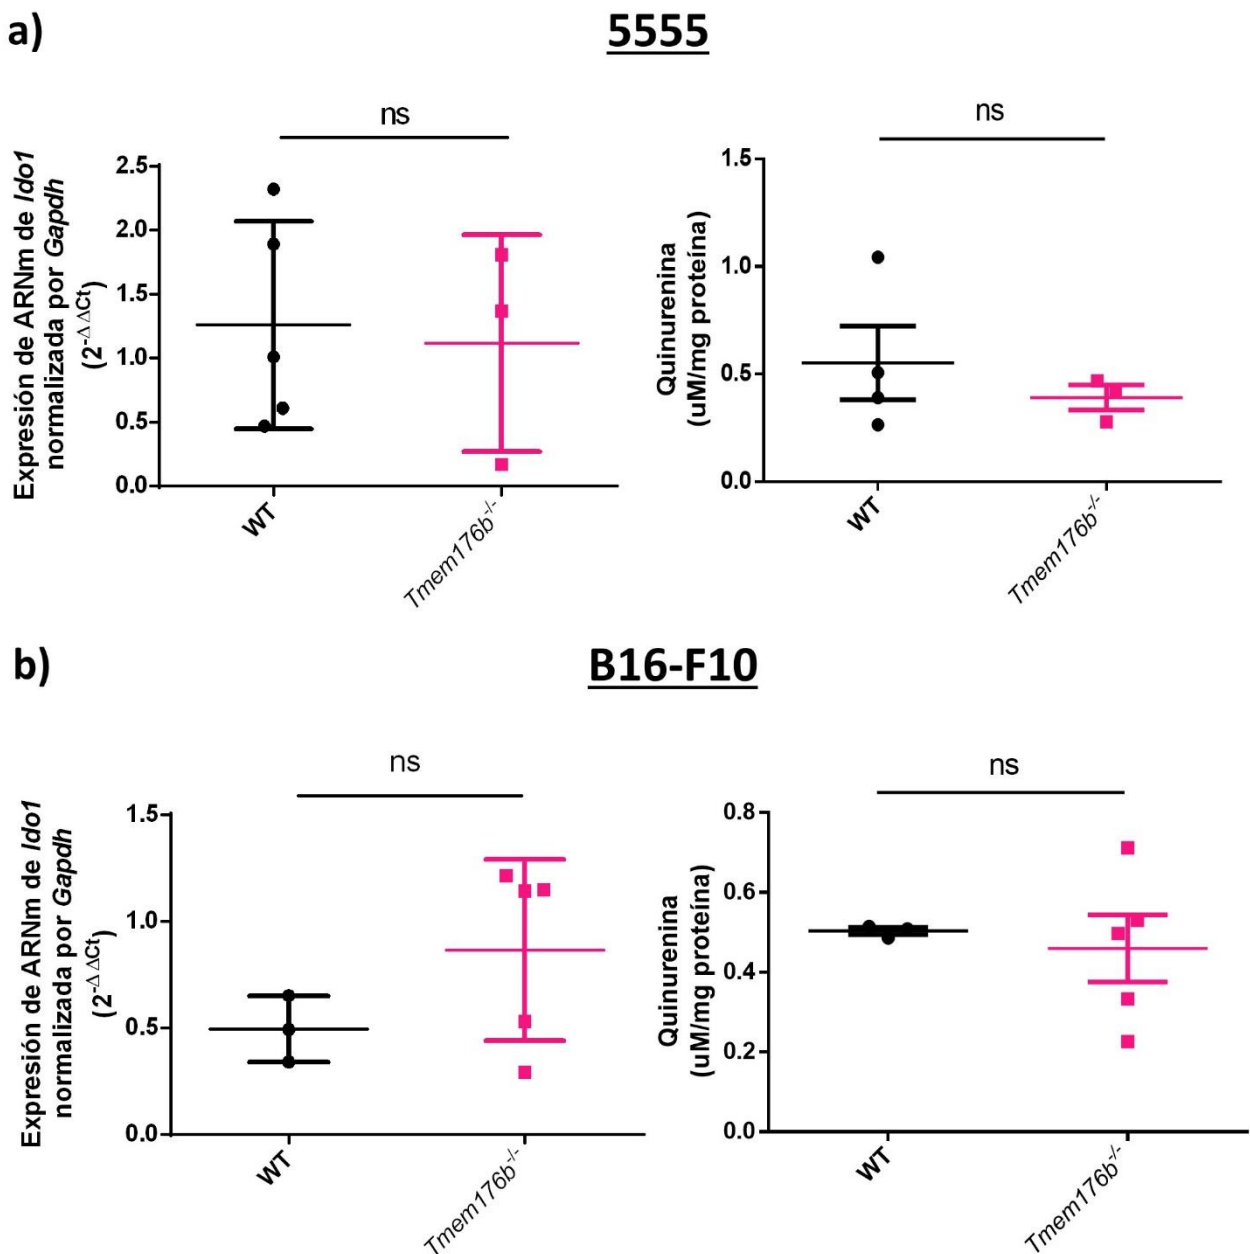 a)
5555
ns
Expresión de ARNm de Ido1
normalizada por Gapdh
(2-Δ ΔCt)
2.5
2.0
1.5
1.0
0.5
0.0
WT
Tmem176b-/-
ns
Quinurenina
(uM/mg proteína)
1.5
1.0
0.5
0.0
WT
Tmem176b-/-
b)
B16-F10
ns
Expresión de ARNm de Ido1
normalizada por Gapdh
(2-Δ ΔCt)
1.5
1.0
0.5
0.0
WT
Tmem176b-/-
ns
Quinurenina
(uM/mg proteína)
0.8
0.6
0.4
0.2
0.0
WT
Tmem176b-/-